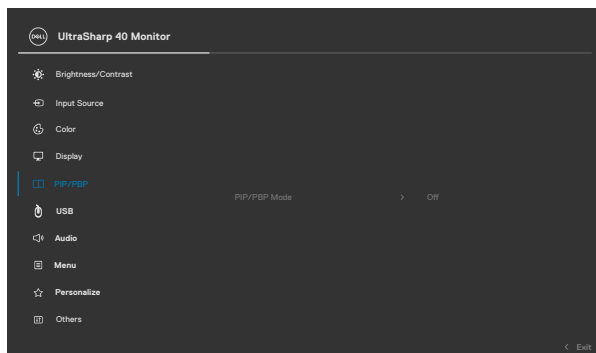 DELL UltraSharp 40 Monitor
Brightness/Contrast
Input Source
Color
Display
PIP/PBP
PIP/PBP Mode > Off
USB
Audio
Menu
Personalize
Others
< Exit